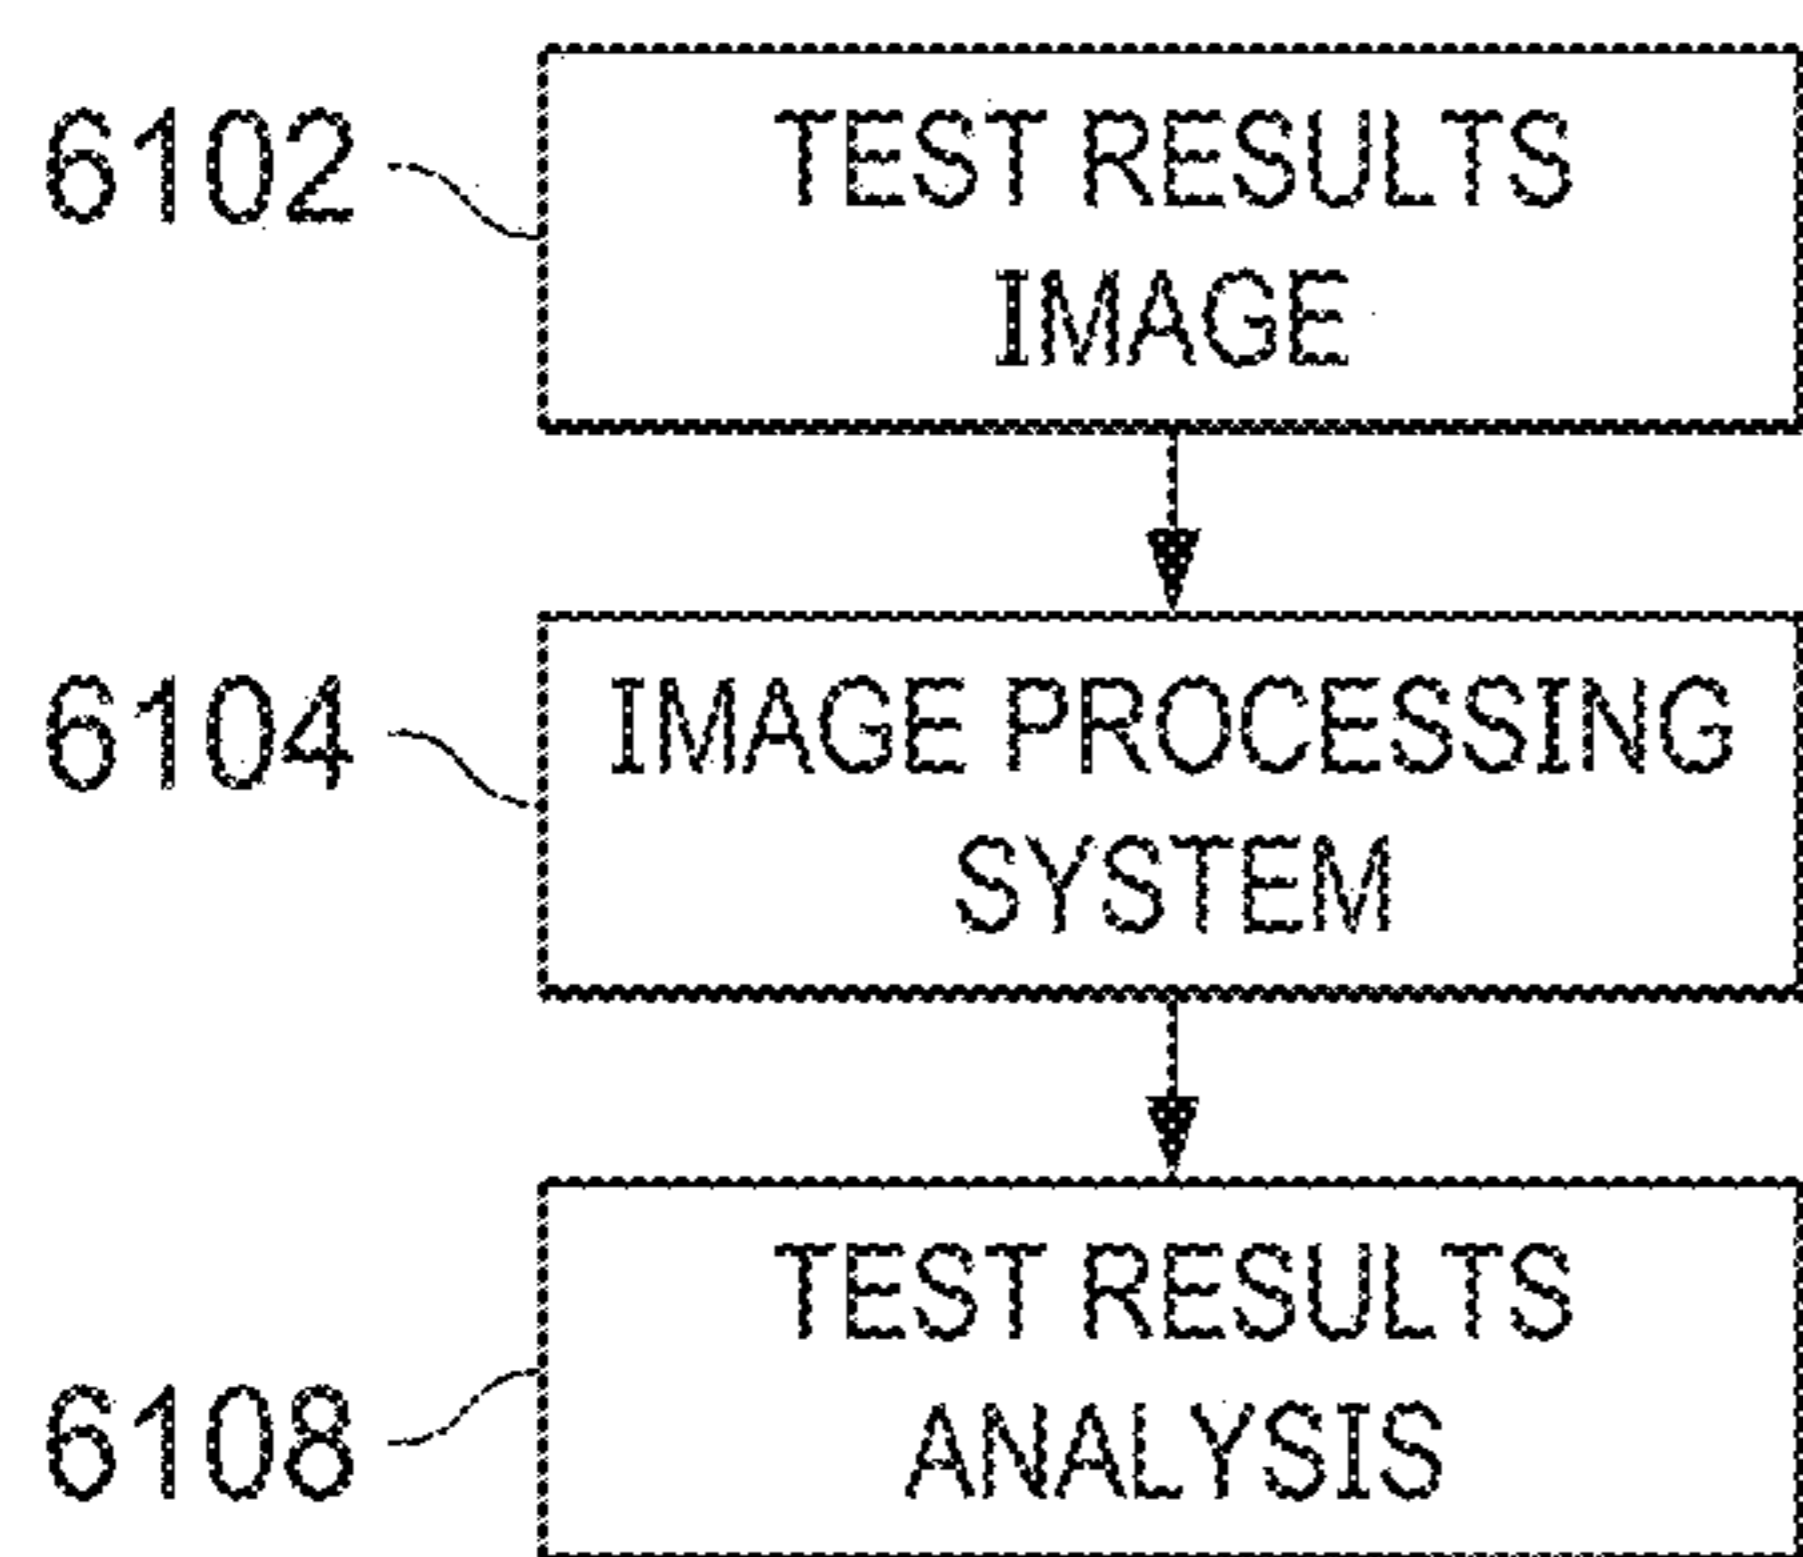 6102
TEST RESULTS
IMAGE
6104
IMAGE PROCESSING
SYSTEM
TEST RESULTS
ANALYSIS
6108